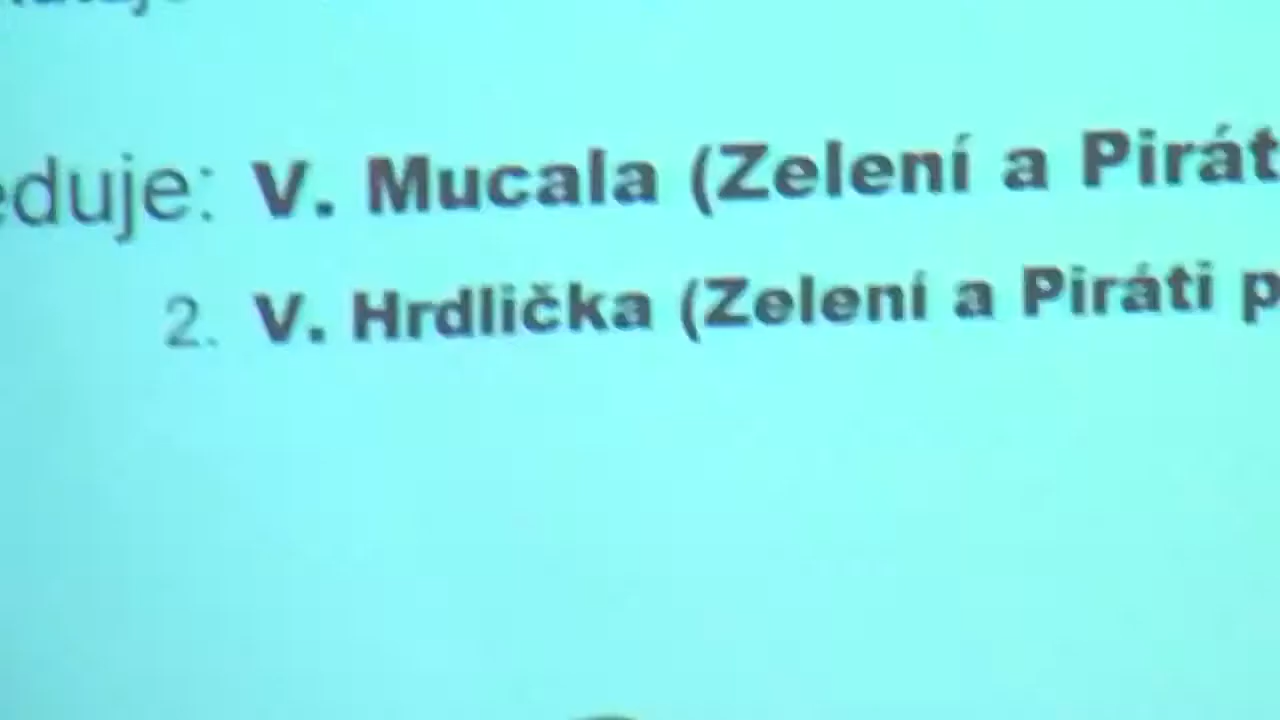 eduje: V. Mucala (Zelení a Pirát
2. V. Hrdlička (Zelení a Piráti p